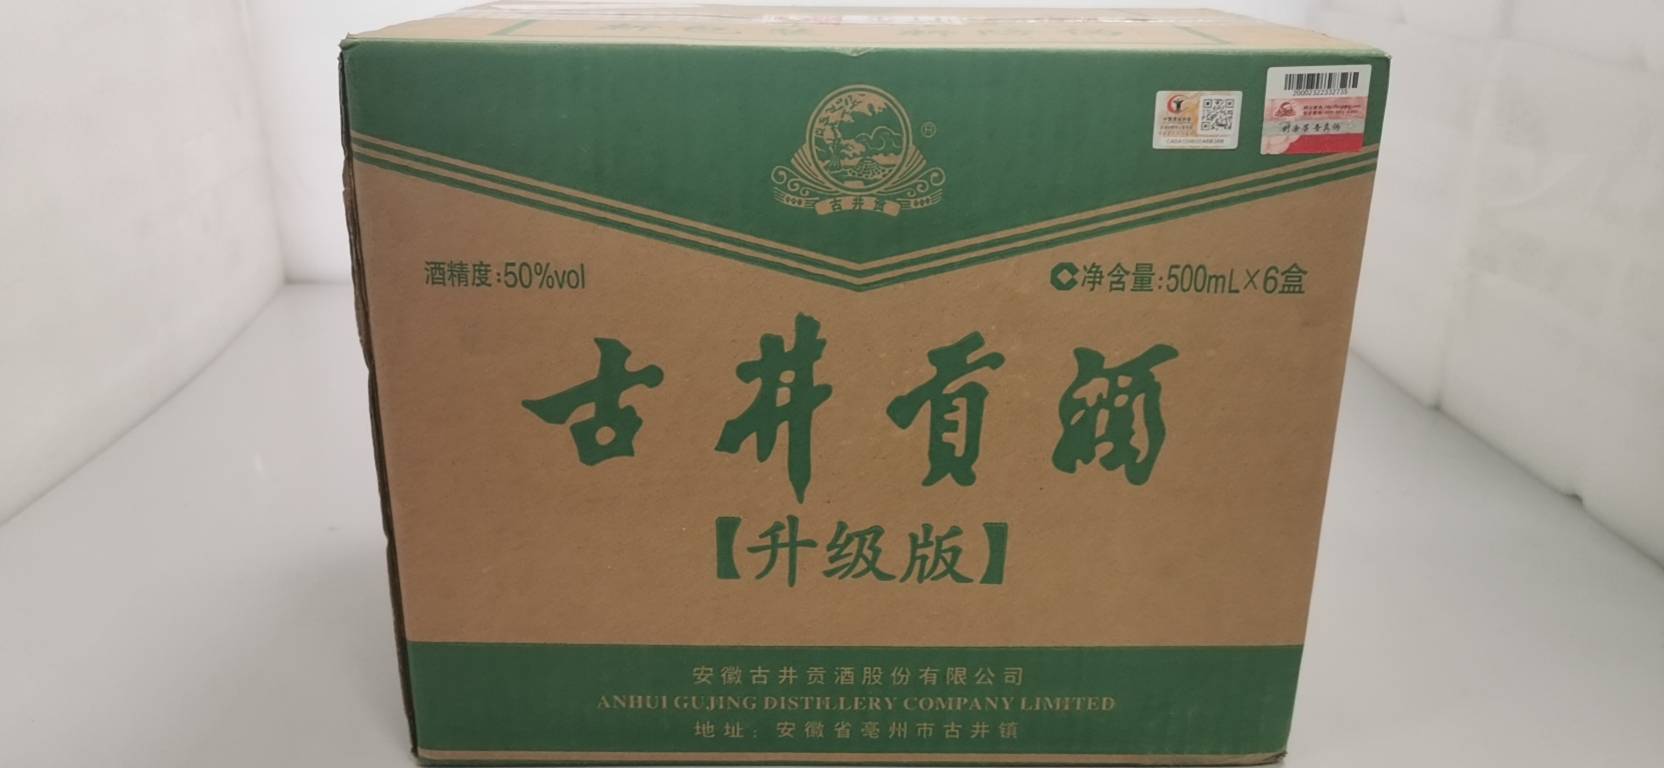 20002322332735
古井贡
®
酒精度:50%vol
净含量:500mL×6盒
古井贡酒
【升级版】
安徽古井贡酒股份有限公司
ANHUI GUJING DISTILLERY COMPANY LIMITED
地址：安徽省亳州市古井镇